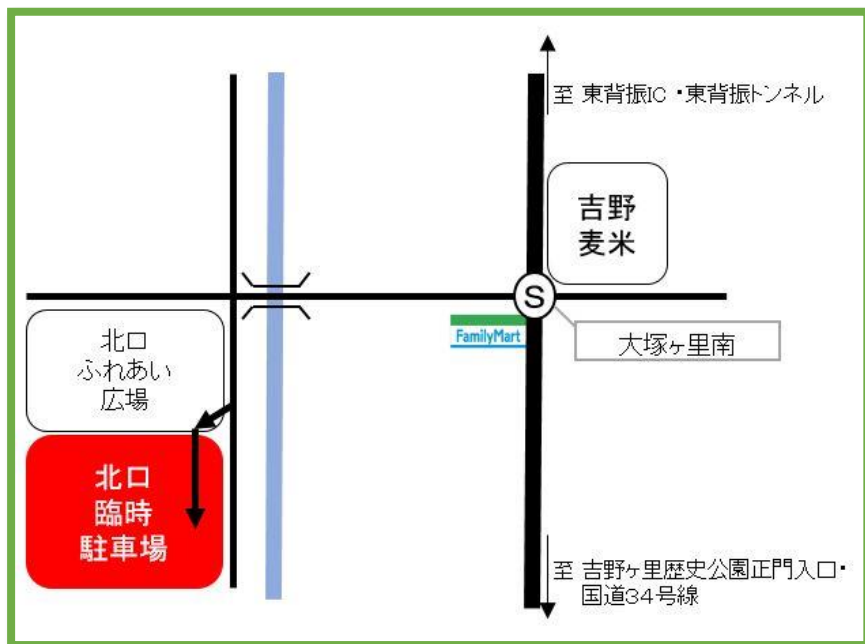 至 東背振IC・東背振トンネル
吉野
麦米
S
FamilyMart
大塚ヶ里南
北口
ふれあい
広場
北口
臨時
駐車場
至 吉野ヶ里歴史公園正門入口・
国道34号線